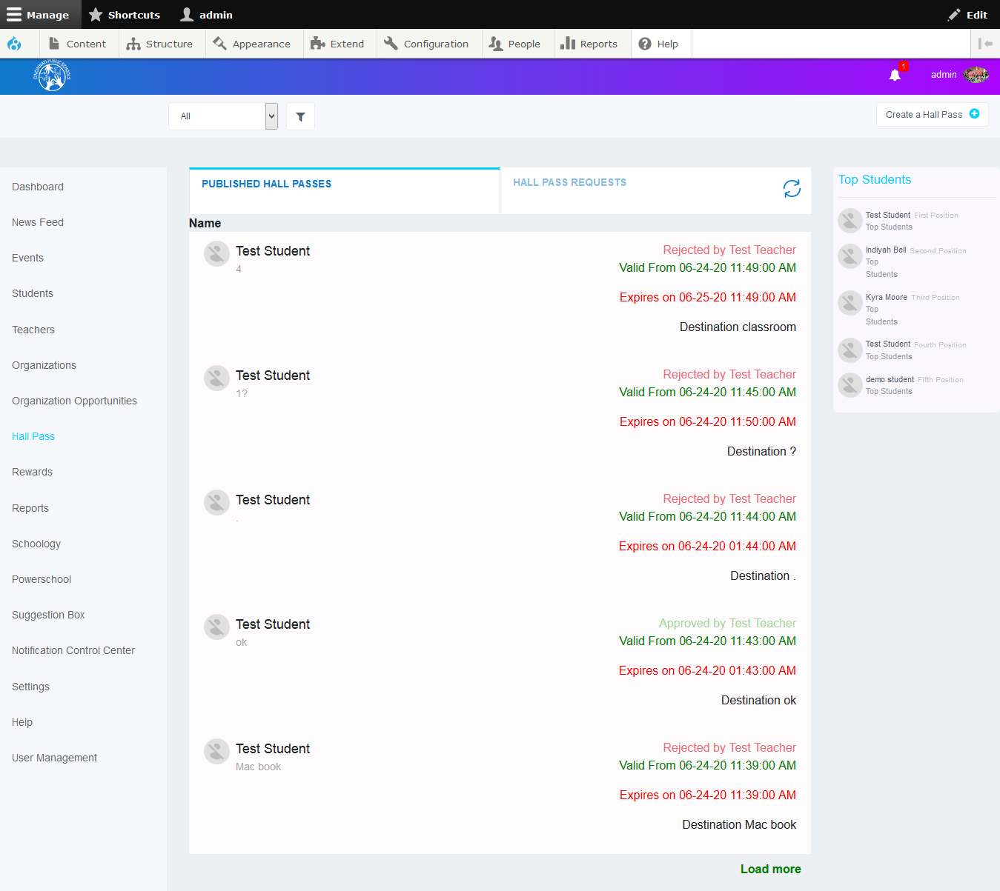 Manage
Shortcuts
admin
Edit
Content
Structure
Appearance
Extend
Configuration
People
Reports
Help
CINCINNATI PUBLIC SCHOOLS
1
admin
All
Create a Hall Pass
Dashboard
News Feed
Events
Students
Teachers
Organizations
Organization Opportunities
Hall Pass
Rewards
Reports
Schoology
Powerschool
Suggestion Box
Notification Control Center
Settings
Help
User Management
PUBLISHED HALL PASSES
HALL PASS REQUESTS
Name
Test Student
4
Rejected by Test Teacher
Valid From 06-24-20 11:49:00 AM
Expires on 06-25-20 11:49:00 AM
Destination classroom
Test Student
1?
Rejected by Test Teacher
Valid From 06-24-20 11:45:00 AM
Expires on 06-24-20 11:50:00 AM
Destination ?
Test Student
.
Rejected by Test Teacher
Valid From 06-24-20 11:44:00 AM
Expires on 06-24-20 01:44:00 AM
Destination .
Test Student
ok
Approved by Test Teacher
Valid From 06-24-20 11:43:00 AM
Expires on 06-24-20 01:43:00 AM
Destination ok
Test Student
Mac book
Rejected by Test Teacher
Valid From 06-24-20 11:39:00 AM
Expires on 06-24-20 11:39:00 AM
Destination Mac book
Load more
Top Students
Test Student First Position
Top Students
Indiyah Bell Second Position
Top
Students
Kyra Moore Third Position
Top
Students
Test Student Fourth Position
Top Students
demo student Fifth Position
Top Students